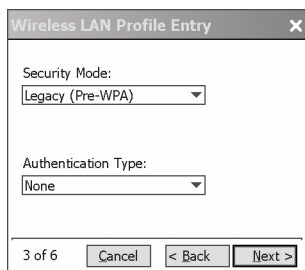 Wireless LAN Profile Entry X
Security Mode:
Legacy (Pre-WPA)
Authentication Type:
None
3 of 6 Cancel < Back Next >